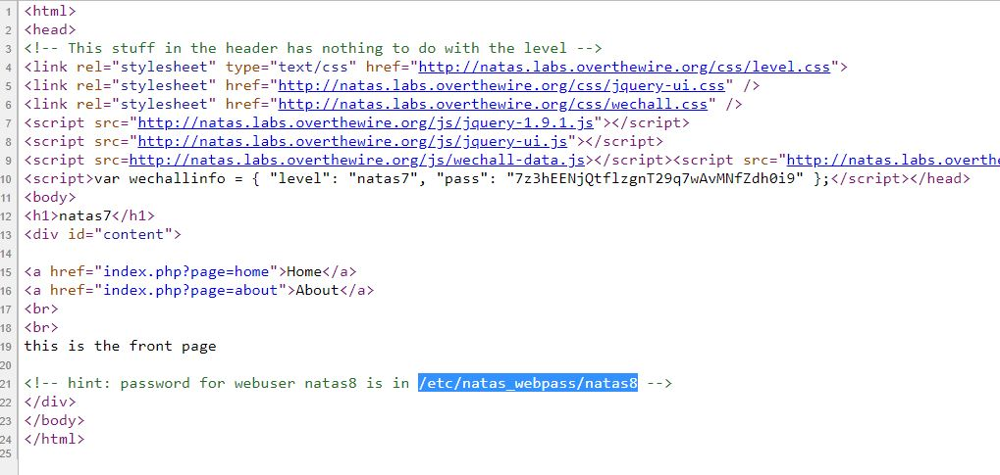 1 <html>
2 <head>
3 <!-- This stuff in the header has nothing to do with the level -->
4 <link rel="stylesheet" type="text/css" href="http://natas.labs.overthewire.org/css/level.css">
5 <link rel="stylesheet" href="http://natas.labs.overthewire.org/css/jquery-ui.css" />
6 <link rel="stylesheet" href="http://natas.labs.overthewire.org/css/wechall.css" />
7 <script src="http://natas.labs.overthewire.org/js/jquery-1.9.1.js"></script>
8 <script src="http://natas.labs.overthewire.org/js/jquery-ui.js"></script>
9 <script src=http://natas.labs.overthewire.org/js/wechall-data.js></script><script src="http://natas.labs.overthe
10 <script>var wechallinfo = { "level": "natas7", "pass": "7z3hEENjQtflzgnT29q7wAvMNfZdh0i9" };</script></head>
11 <body>
12 <h1>natas7</h1>
13 <div id="content">
14
15 <a href="index.php?page=home">Home</a>
16 <a href="index.php?page=about">About</a>
17 <br>
18 <br>
19 this is the front page
20
21 <!-- hint: password for webuser natas8 is in /etc/natas_webpass/natas8 -->
22 </div>
23 </body>
24 </html>
25